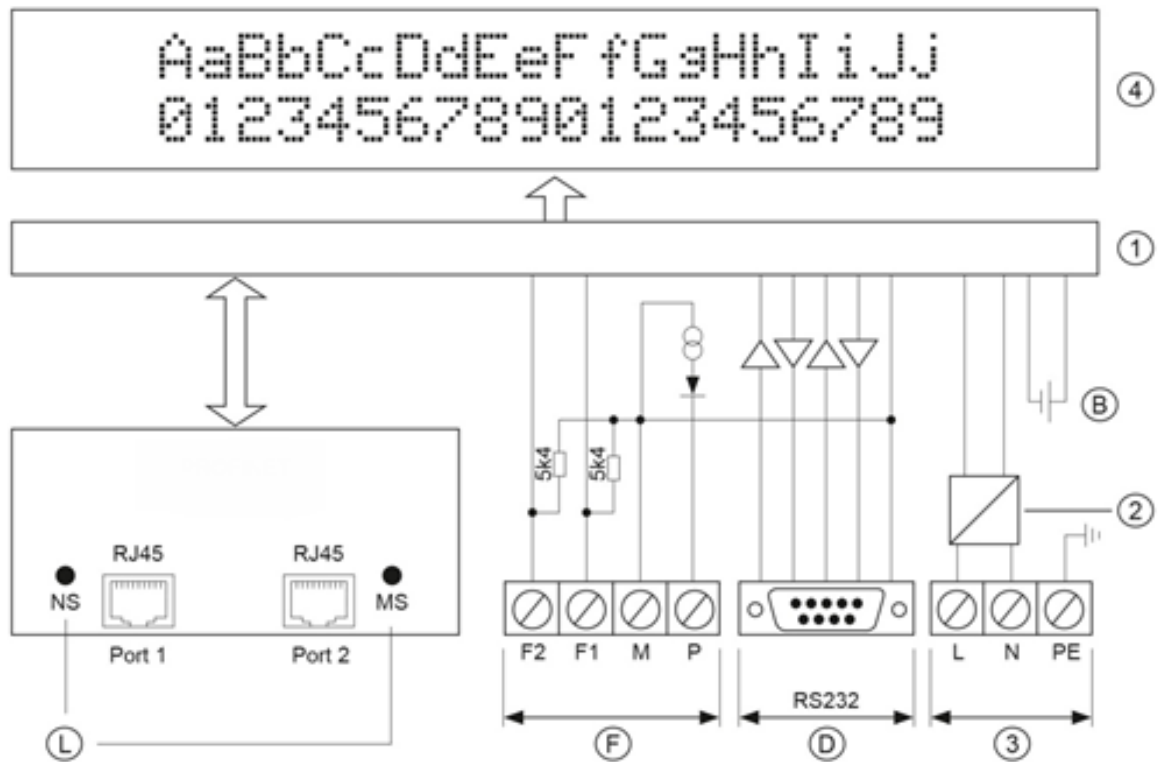 AaBbCcDdEeFfGgHhIiJj
01234567890123456789
4
1
B
5k4
5k4
2
RJ45
RJ45
NS
MS
Port 1
Port 2
F2 F1 M P
L N PE
RS232
L
F
D
3